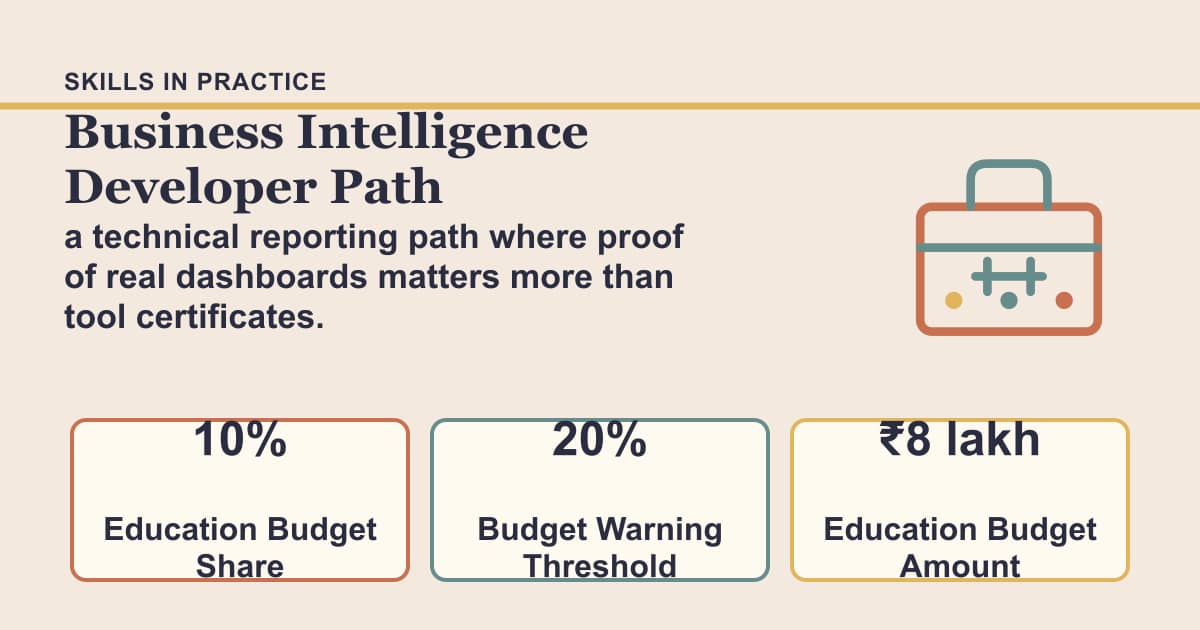 SKILLS IN PRACTICE
Business Intelligence
Developer Path
a technical reporting path where proof
of real dashboards matters more than
tool certificates.
10%
Education Budget
Share
20%
Budget Warning
Threshold
₹8 lakh
Education Budget
Amount